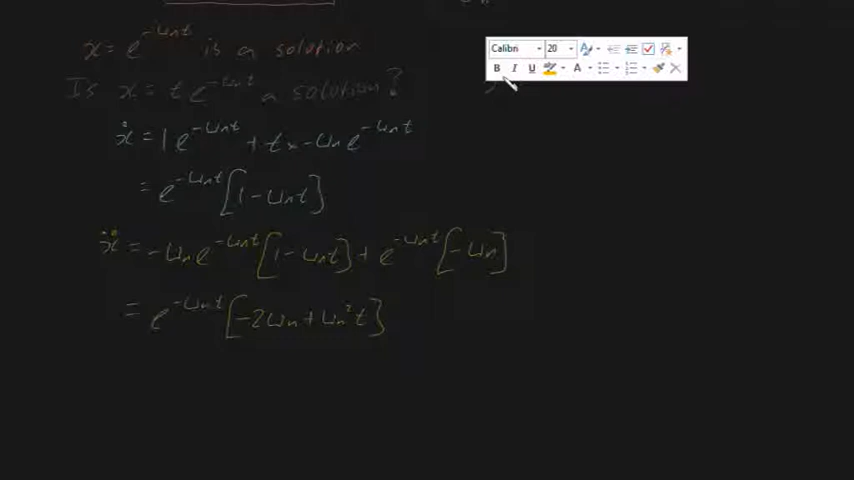 x = e^{-ωnt} is a solution
Calibri 20
Is x = t e^{-ωnt} a solution?
B I U A
ẋ = 1e^{-ωnt} + t × -ωn e^{-ωnt}
= e^{-ωnt} [1 - ωnt]
ẍ = -ωn e^{-ωnt} [1 - ωnt] + e^{-ωnt} [-ωn]
= e^{-ωnt} [-2ωn + ωn²t]